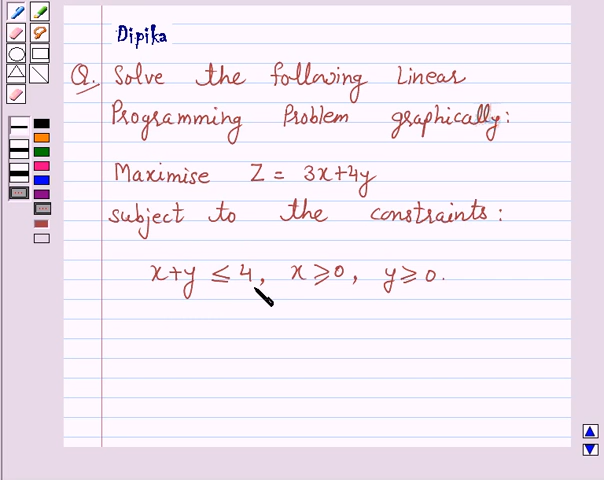 Dipika
Q. Solve the following Linear
Programming Problem graphically:
Maximise Z = 3x+4y
subject to the constraints:
x+y ≤ 4, x ≥ 0, y ≥ 0.